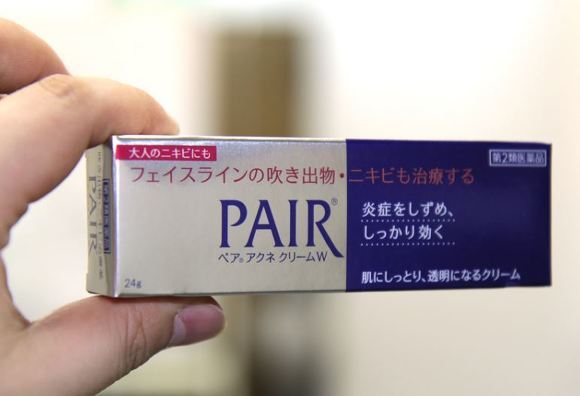 大人のニキビにも
第2類医薬品
フェイスラインの吹き出物・ニキビも治療する
PAIR®
ペア®アクネ クリームW
炎症をしずめ、
しっかり効く
24g
肌にしっとり、透明になるクリーム
PAIR